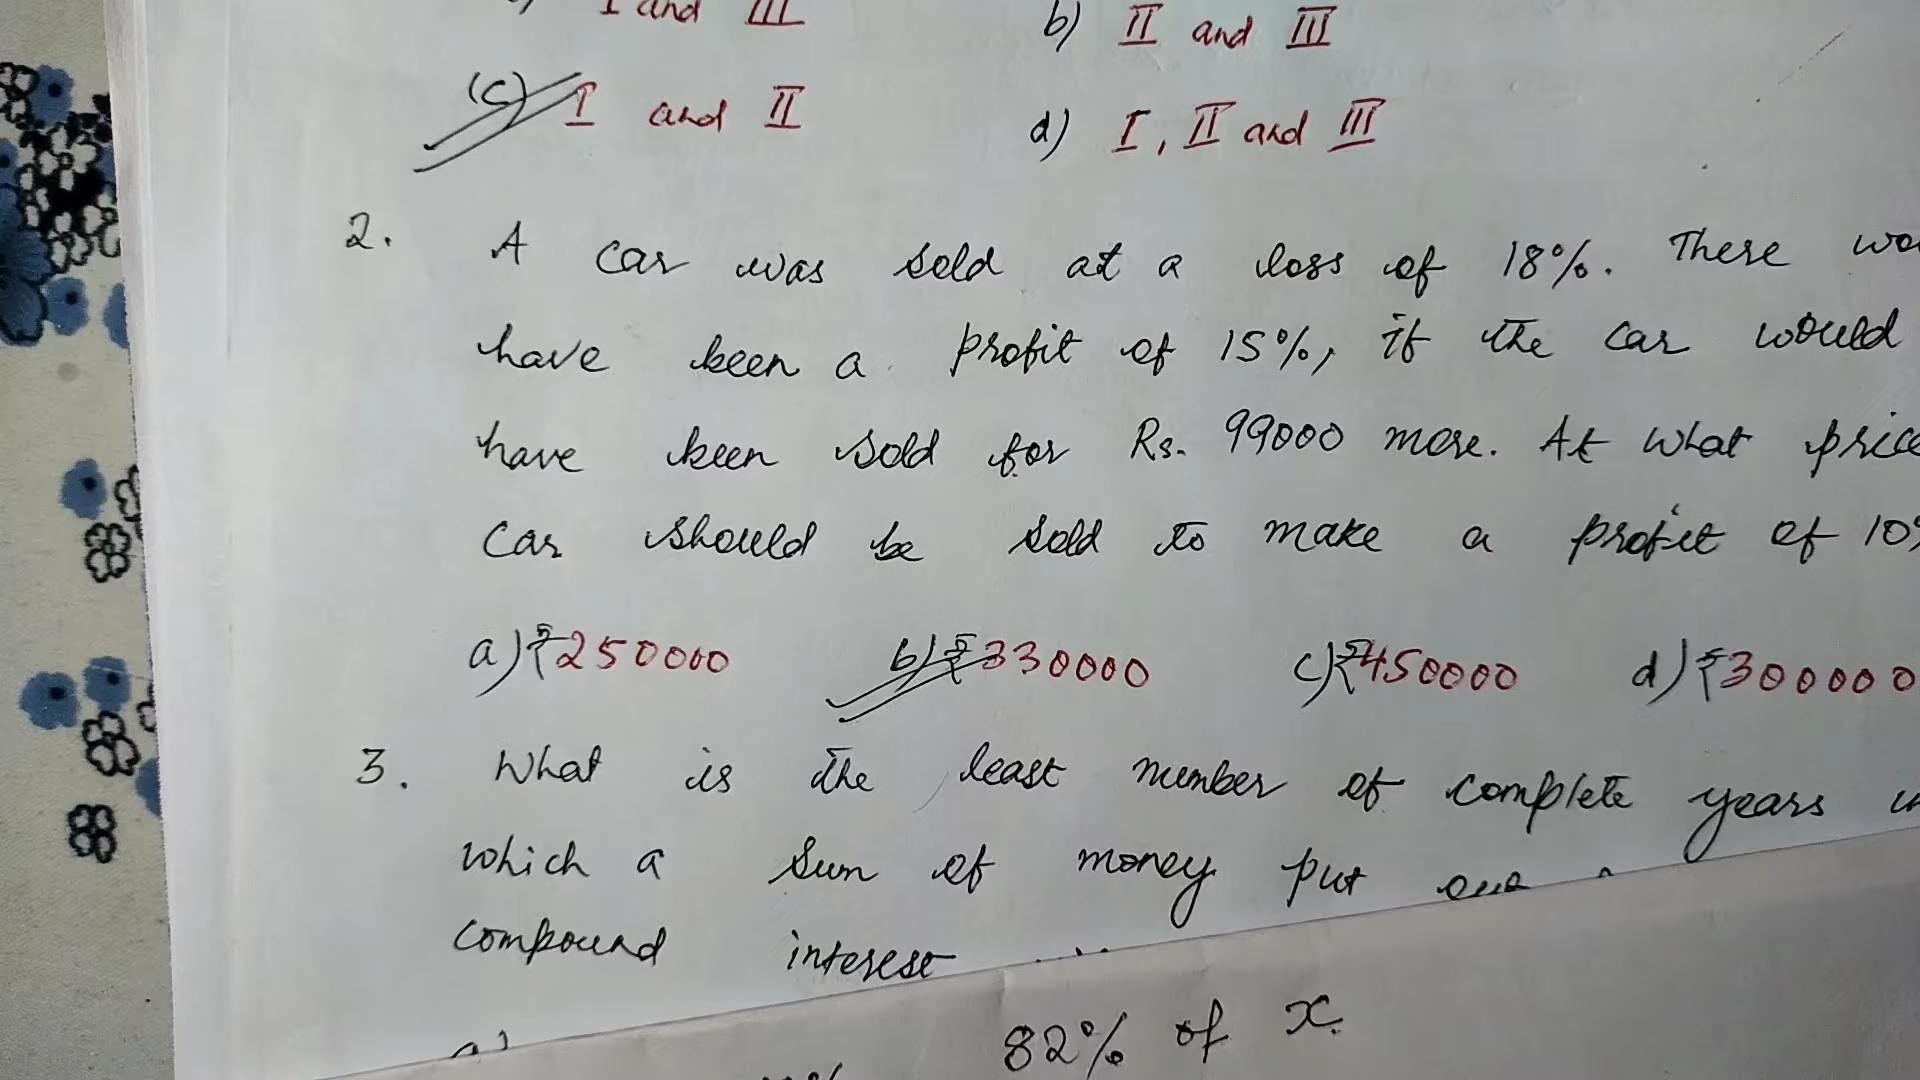 I and III
b) II and III
(c) I and II
d) I, II and III
2. A car was sold at a loss of 18%. There
have been a profit of 15%, if the car would
have been sold for Rs. 99000 more. At what price
car should be sold to make a profit of 10%
a) ₹250000 b) ₹330000 c) ₹450000 d) ₹300000
3. What is the least number of complete years
which a sum of money put out
compound interest
82% of x.